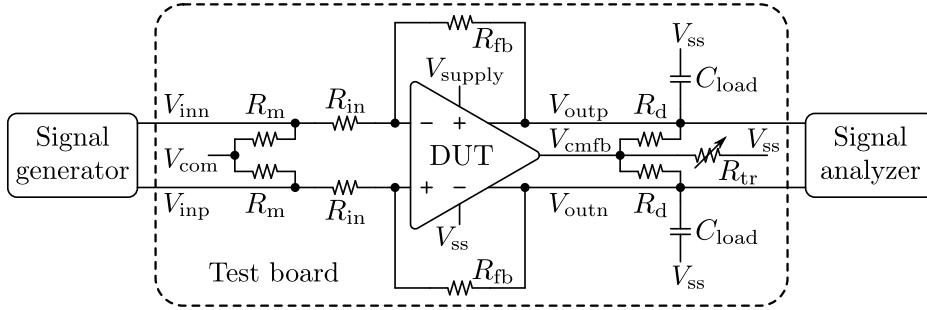 V_ss
R_fb
C_load
V_supply
V_inn R_m R_in − + V_outp R_d
Signal generator
V_com
DUT
V_cmfb
V_ss
Signal analyzer
R_tr
V_inp R_m R_in + − V_outn R_d
V_ss
C_load
R_fb
Test board
V_ss